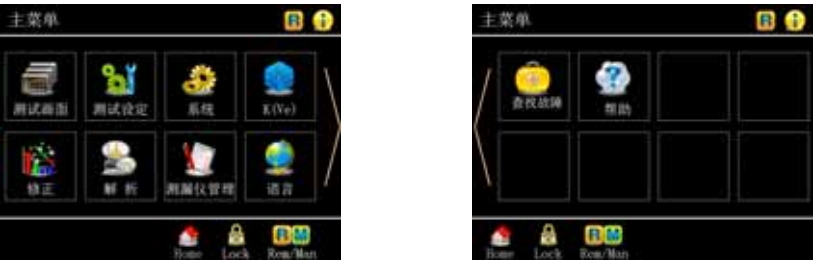 主菜单
R
测试画面 测试设定 系统 K(Ve)
修正 解 析 测漏仪管理 语言
R M
Home Lock Rem/Man
主菜单
R
查找故障 帮助
R M
Home Lock Rem/Man